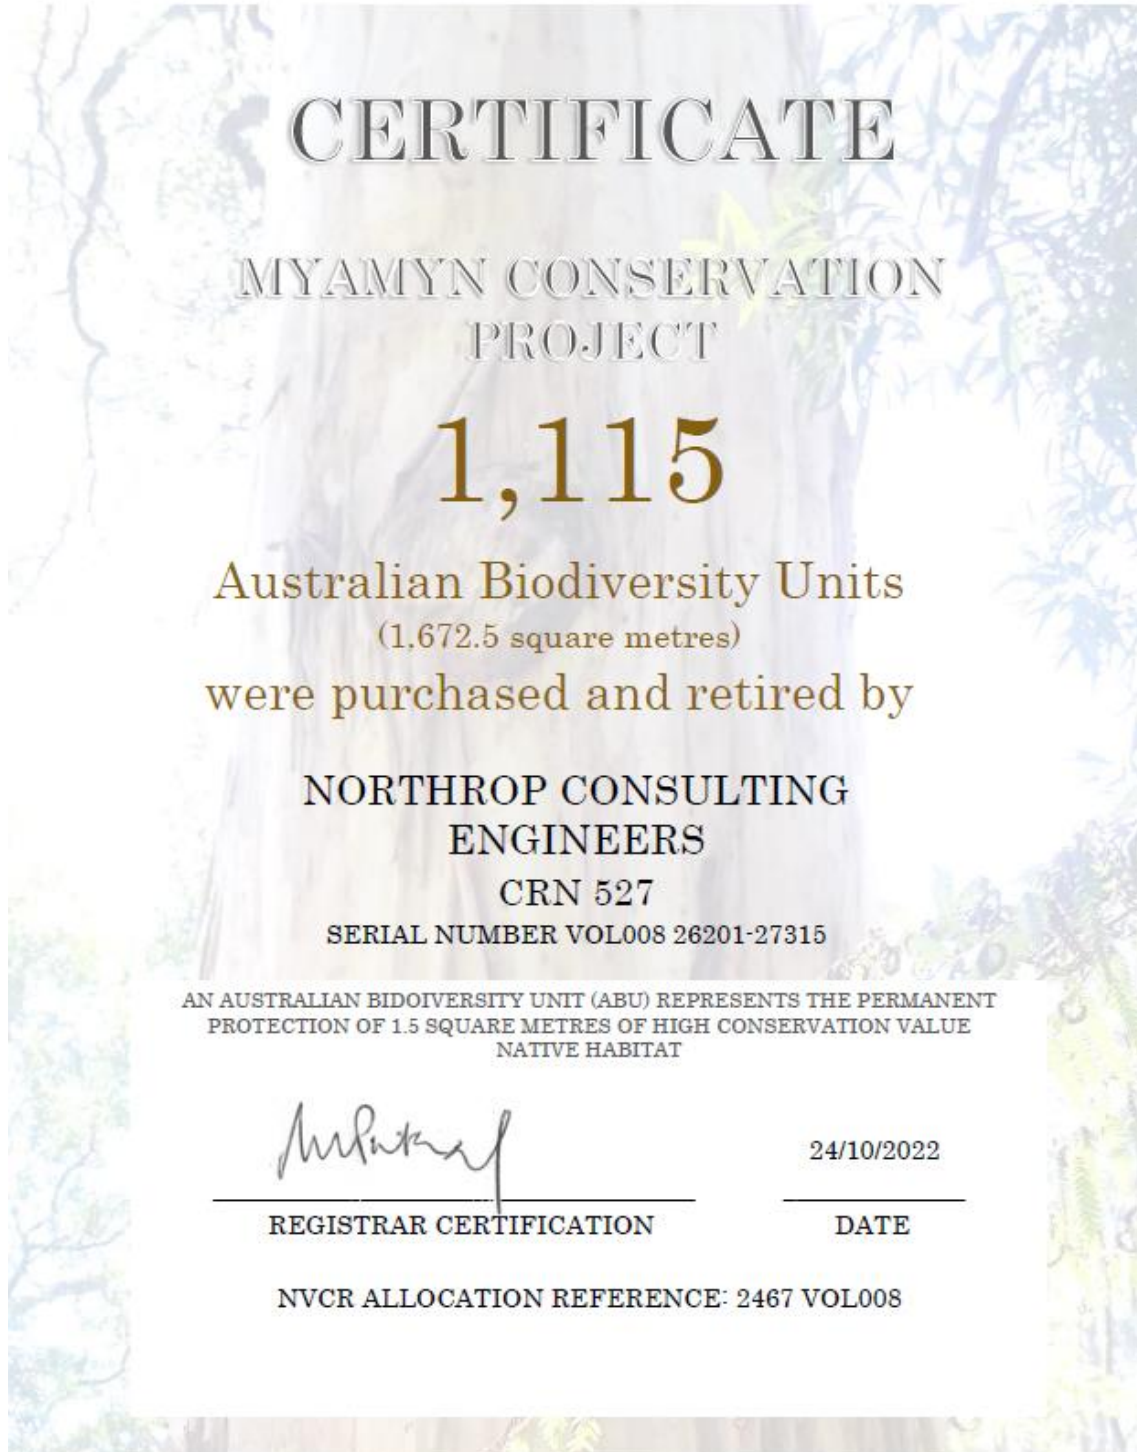 CERTIFICATE
MYAMYN CONSERVATION
PROJECT
1,115
Australian Biodiversity Units
(1,672.5 square metres)
were purchased and retired by
NORTHROP CONSULTING
ENGINEERS
CRN 527
SERIAL NUMBER VOL008 26201-27315
AN AUSTRALIAN BIDOIVERSITY UNIT (ABU) REPRESENTS THE PERMANENT
PROTECTION OF 1.5 SQUARE METRES OF HIGH CONSERVATION VALUE
NATIVE HABITAT
24/10/2022
REGISTRAR CERTIFICATION DATE
NVCR ALLOCATION REFERENCE: 2467 VOL008